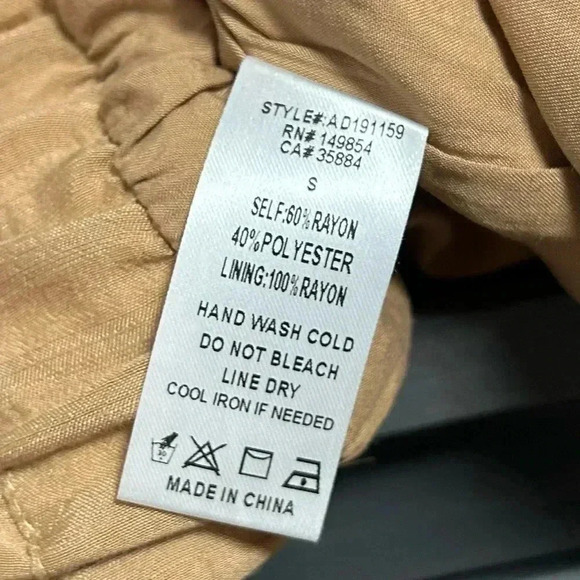 STYLE#:AD191159
RN# 149854
CA# 35884
S
SELF:60%RAYON
40%POLYESTER
LINING:100%RAYON
HAND WASH COLD
DO NOT BLEACH
LINE DRY
COOL IRON IF NEEDED
MADE IN CHINA